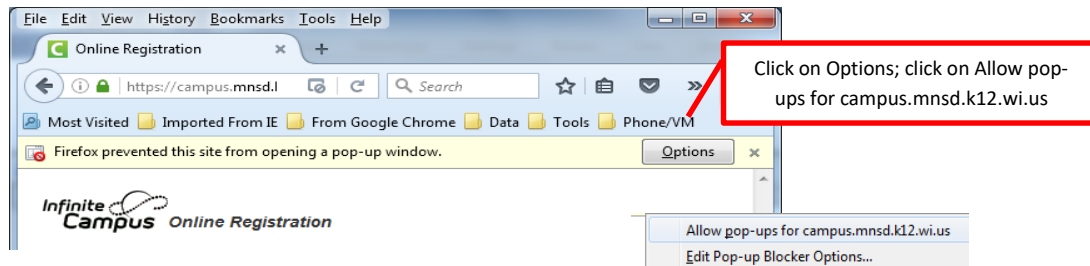 File Edit View History Bookmarks Tools Help
Online Registration × +
https://campus.mnsd.l Search »
Click on Options; click on Allow pop-
ups for campus.mnsd.k12.wi.us
Most Visited Imported From IE From Google Chrome Data Tools Phone/VM
Firefox prevented this site from opening a pop-up window. Options ×
Infinite
Campus Online Registration
Allow pop-ups for campus.mnsd.k12.wi.us
Edit Pop-up Blocker Options...